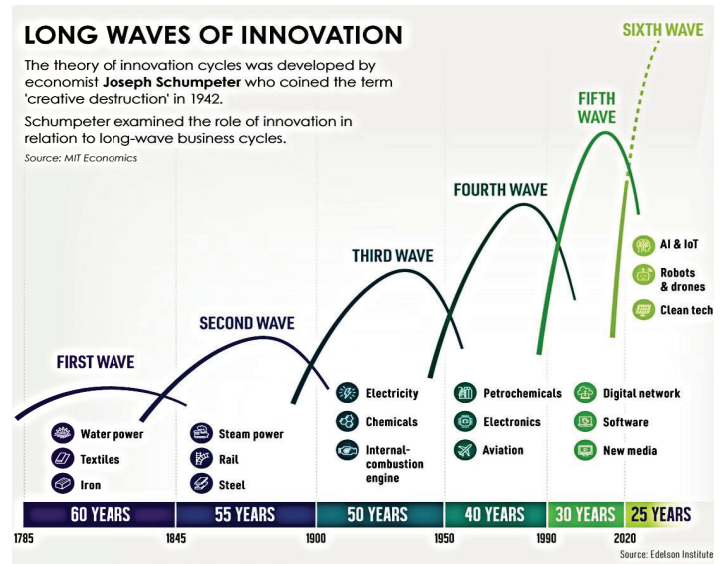 LONG WAVES OF INNOVATION
The theory of innovation cycles was developed by
economist Joseph Schumpeter who coined the term
'creative destruction' in 1942.
Schumpeter examined the role of innovation in
relation to long-wave business cycles.
Source: MIT Economics
SIXTH WAVE
FIFTH
WAVE
FOURTH WAVE
THIRD WAVE
SECOND WAVE
FIRST WAVE
Water power
Textiles
Iron
Steam power
Rail
Steel
Electricity
Chemicals
Internal-
combustion
engine
Petrochemicals
Electronics
Aviation
Digital network
Software
New media
AI & IoT
Robots
& drones
Clean tech
60 YEARS
55 YEARS
50 YEARS
40 YEARS
30 YEARS
25 YEARS
1785
1845
1900
1950
1990
2020
Source: Edelson Institute